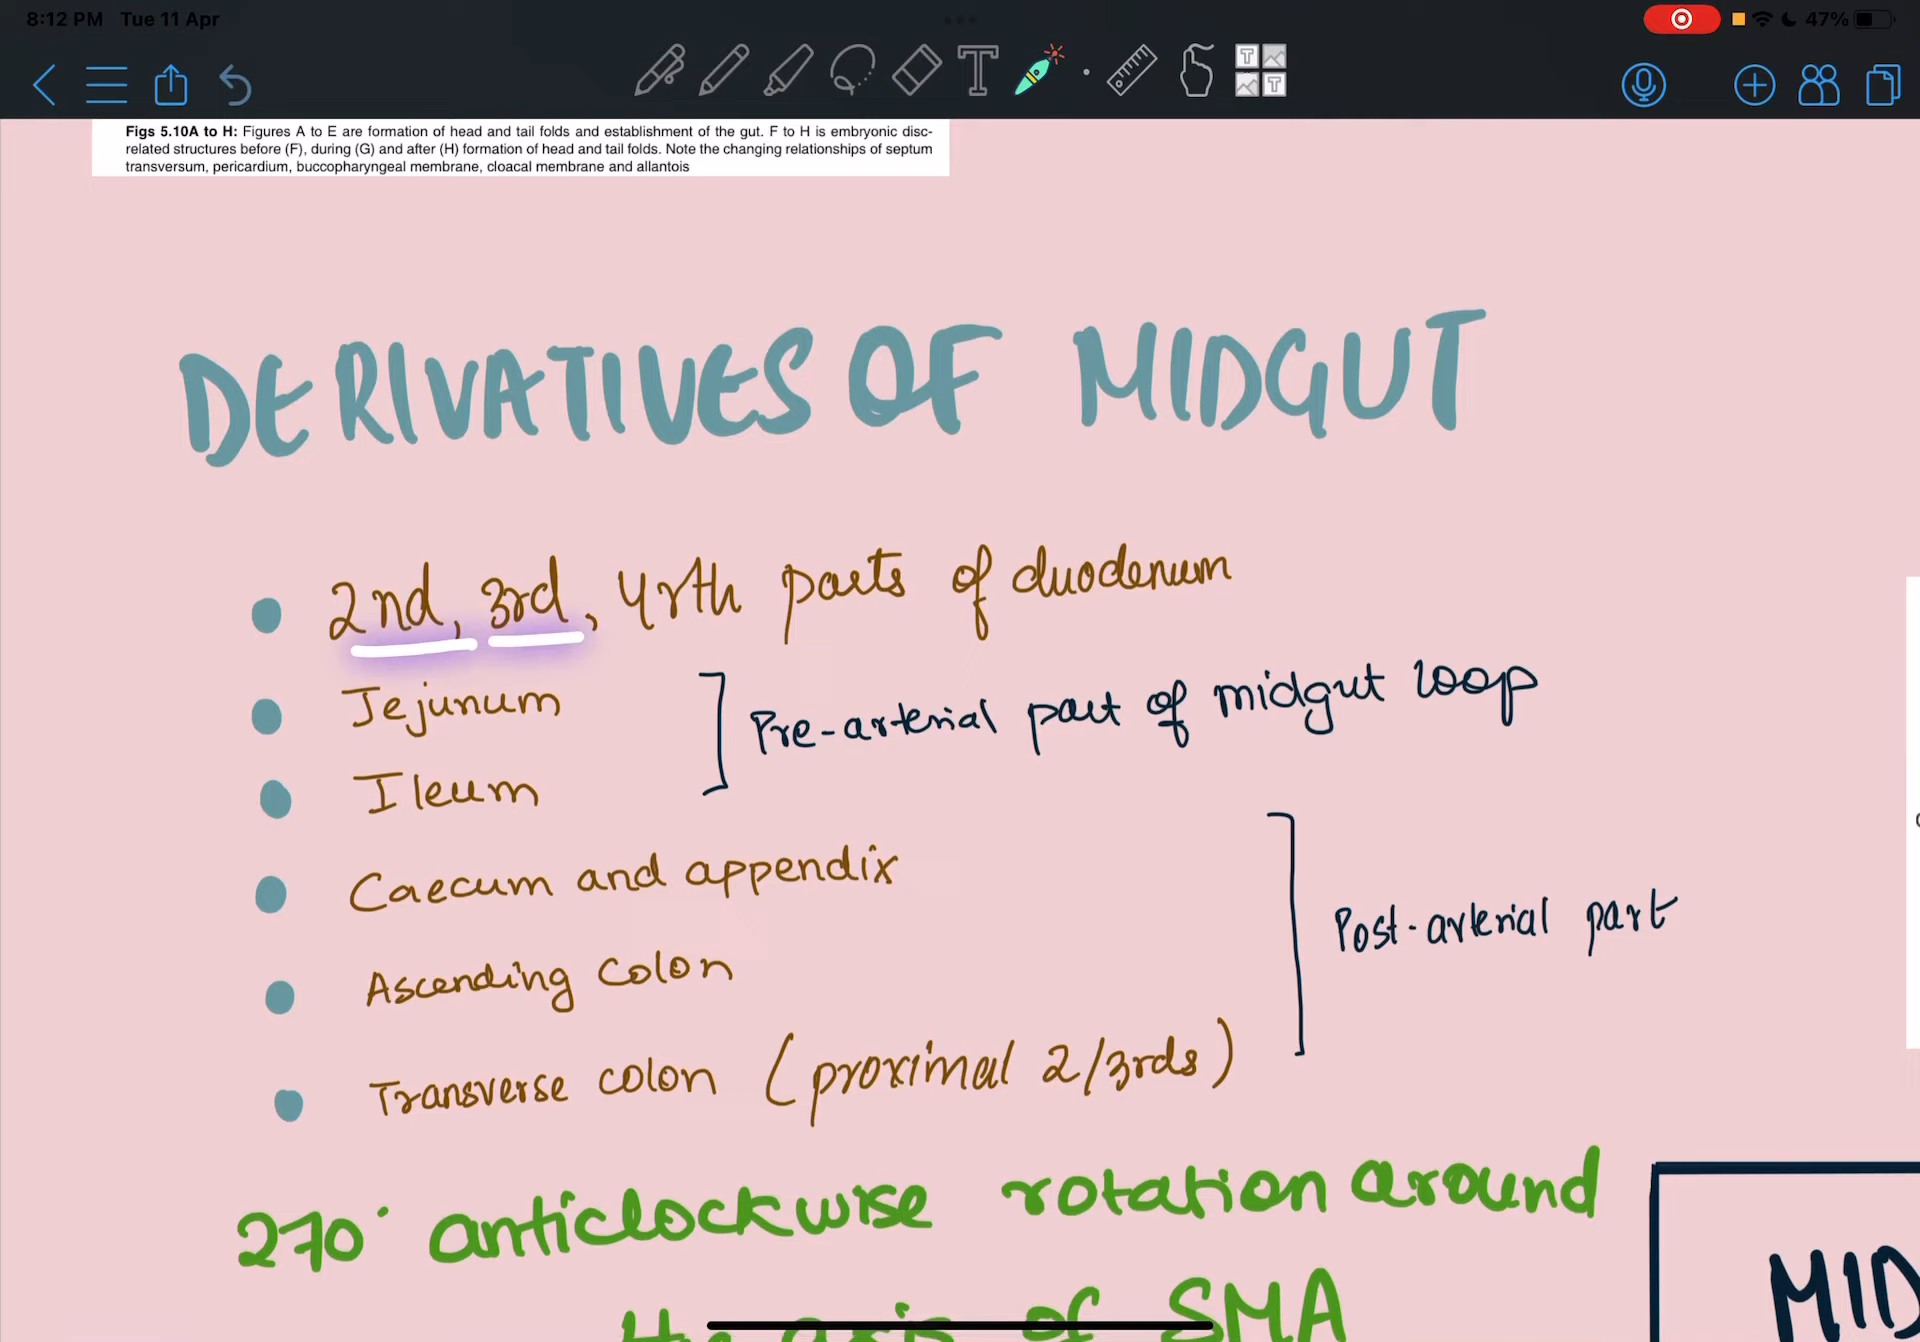 8:12 PM Tue 11 Apr
47%
Figs 5.10A to H: Figures A to E are formation of head and tail folds and establishment of the gut. F to H is embryonic disc-
related structures before (F), during (G) and after (H) formation of head and tail folds. Note the changing relationships of septum
transversum, pericardium, buccopharyngeal membrane, cloacal membrane and allantois
DERIVATIVES OF MIDGUT
2nd, 3rd, 4rth parts of duodenum
Jejunum
Pre-arterial part of midgut loop
Ileum
Caecum and appendix
Post-arterial part
Ascending colon
Transverse colon (proximal 2/3rds)
270° anticlockwise rotation around
the axis of SMA
MID